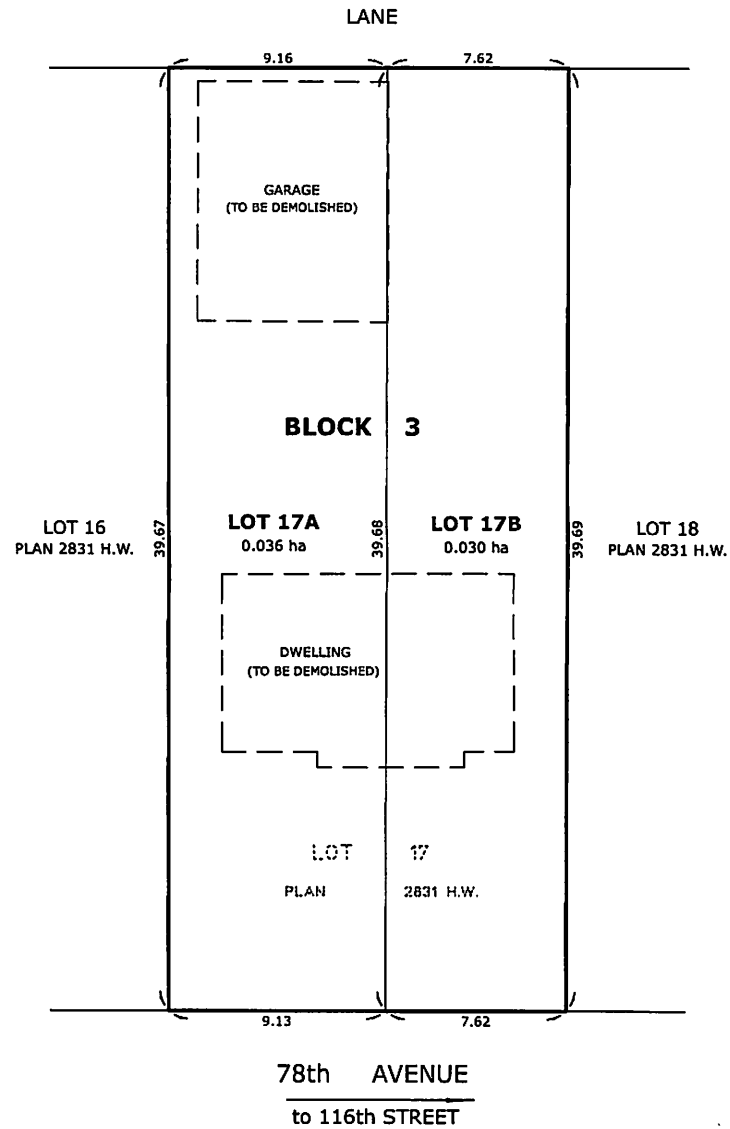 LANE
9.16 7.62
GARAGE
(TO BE DEMOLISHED)
BLOCK 3
LOT 16
PLAN 2831 H.W.
39.67
LOT 17A
0.036 ha
39.68
LOT 17B
0.030 ha
39.69
LOT 18
PLAN 2831 H.W.
DWELLING
(TO BE DEMOLISHED)
LOT 17
PLAN 2831 H.W.
9.13 7.62
78th AVENUE
to 116th STREET